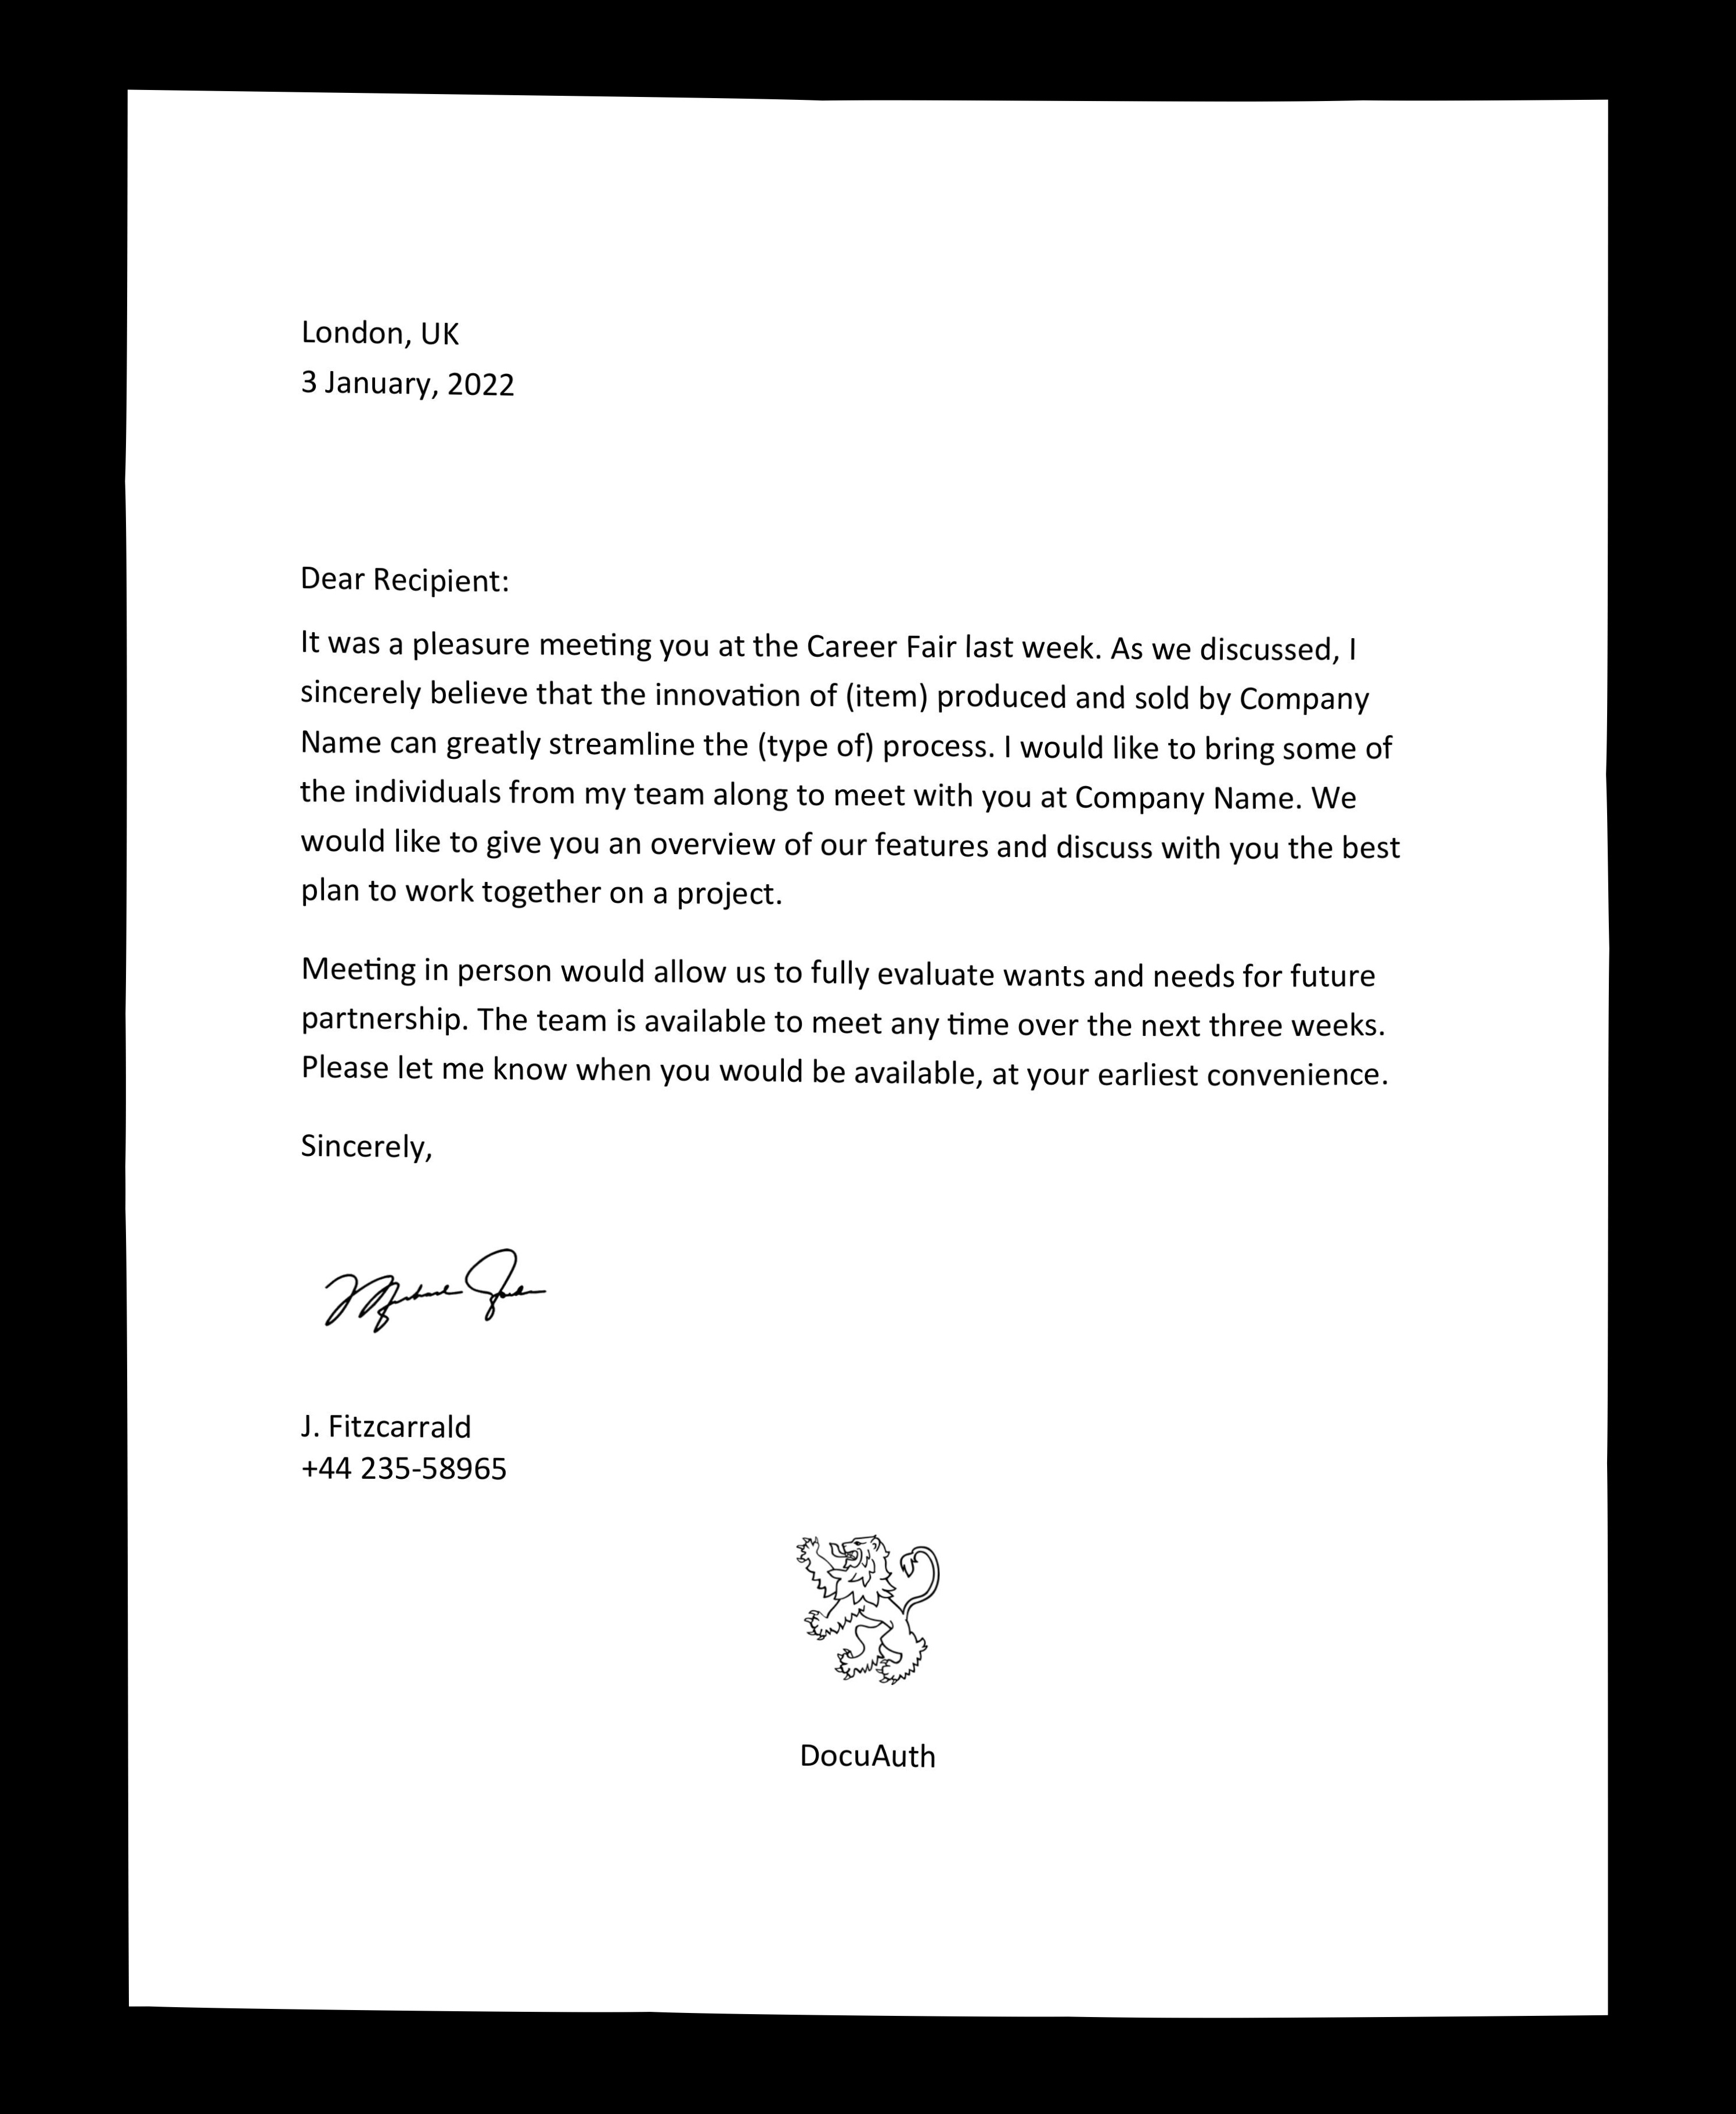 London, UK
3 January, 2022
Dear Recipient:
It was a pleasure meeting you at the Career Fair last week. As we discussed, I
sincerely believe that the innovation of (item) produced and sold by Company
Name can greatly streamline the (type of) process. I would like to bring some of
the individuals from my team along to meet with you at Company Name. We
would like to give you an overview of our features and discuss with you the best
plan to work together on a project.
Meeting in person would allow us to fully evaluate wants and needs for future
partnership. The team is available to meet any time over the next three weeks.
Please let me know when you would be available, at your earliest convenience.
Sincerely,
J. Fitzcarrald
+44 235-58965
DocuAuth